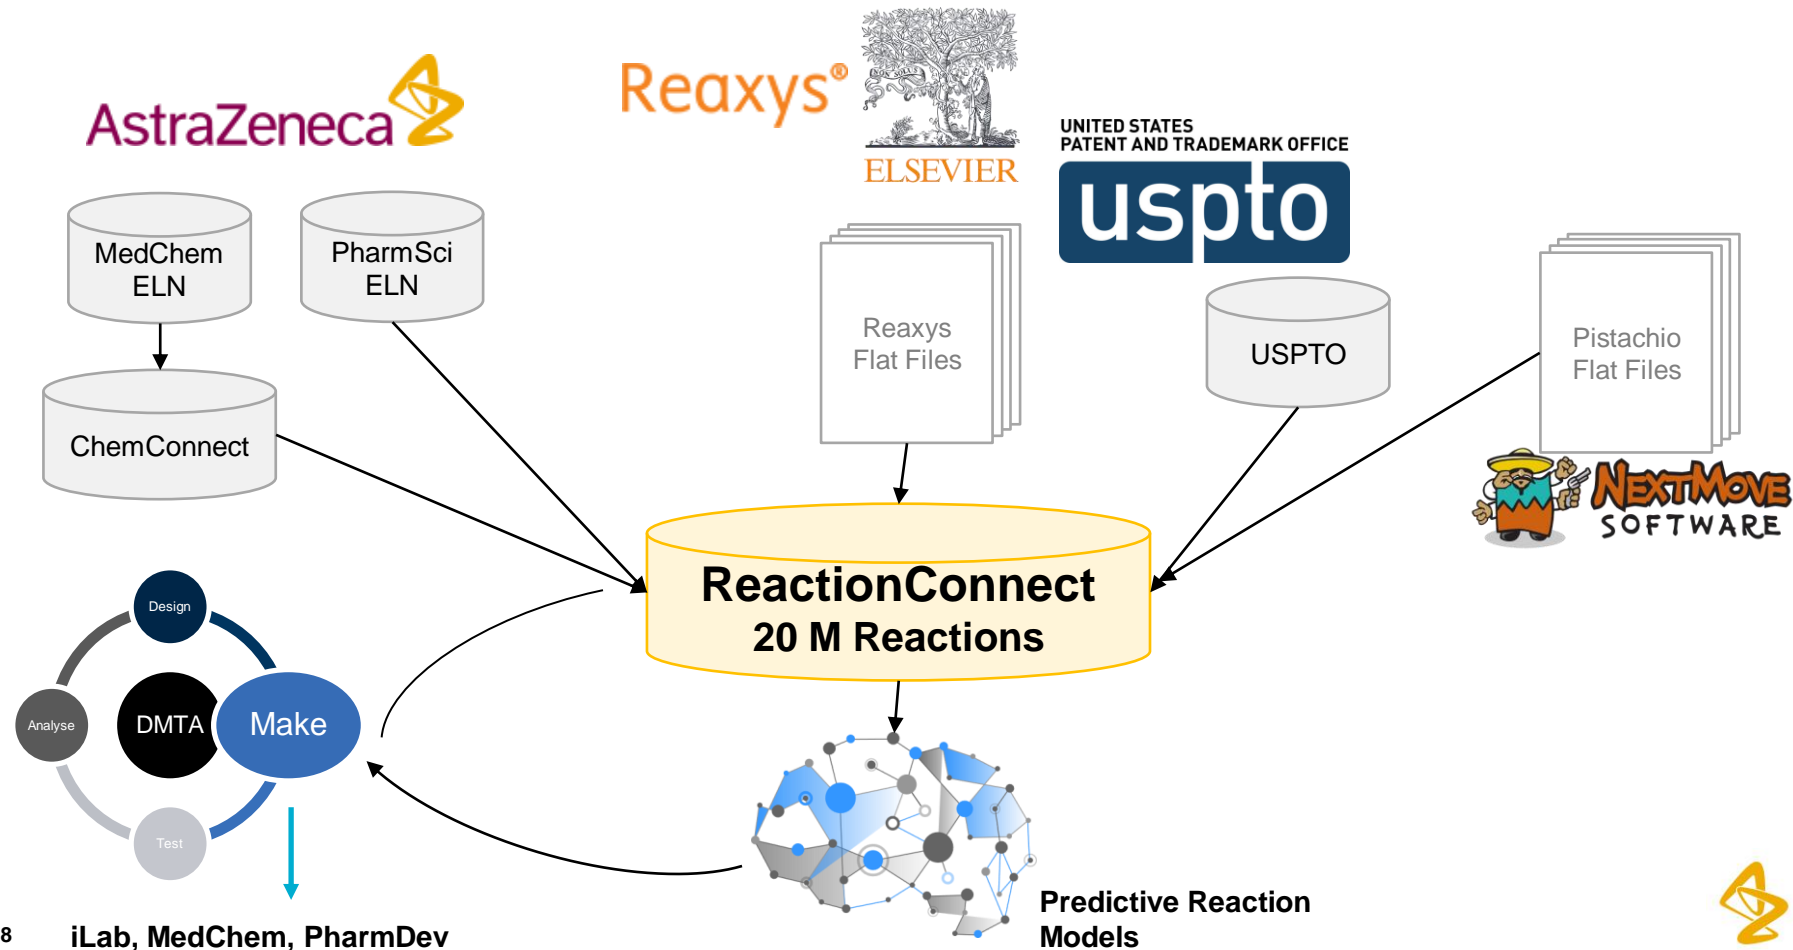 AstraZeneca
Reaxys®
NON SOLUS
ELSEVIER
UNITED STATES
PATENT AND TRADEMARK OFFICE
uspto
MedChem
ELN
PharmSci
ELN
Reaxys
Flat Files
USPTO
Pistachio
Flat Files
ChemConnect
NEXTMOVE
SOFTWARE
ReactionConnect
20 M Reactions
Design
Analyse
DMTA
Make
Test
Predictive Reaction
Models
8
iLab, MedChem, PharmDev